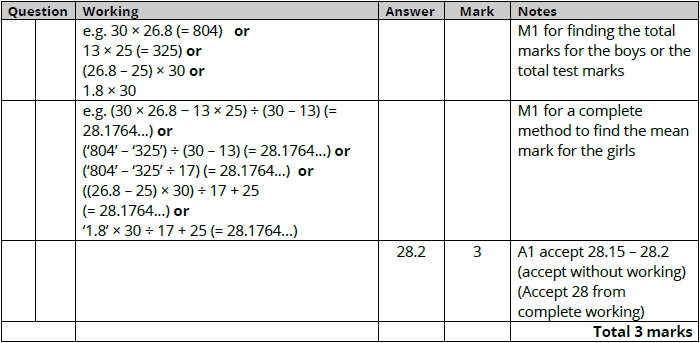 Question Working Answer Mark Notes
e.g. 30 × 26.8 (= 804) or
13 × 25 (= 325) or
(26.8 – 25) × 30 or
1.8 × 30
M1 for finding the total
marks for the boys or the
total test marks
e.g. (30 × 26.8 – 13 × 25) ÷ (30 – 13) (=
28.1764...) or
('804' – '325') ÷ (30 – 13) (= 28.1764...) or
('804' – '325' ÷ 17) (= 28.1764...) or
((26.8 – 25) × 30) ÷ 17 + 25
(= 28.1764...) or
'1.8' × 30 ÷ 17 + 25 (= 28.1764...)
M1 for a complete
method to find the mean
mark for the girls
28.2 3 A1 accept 28.15 – 28.2
(accept without working)
(Accept 28 from
complete working)
Total 3 marks